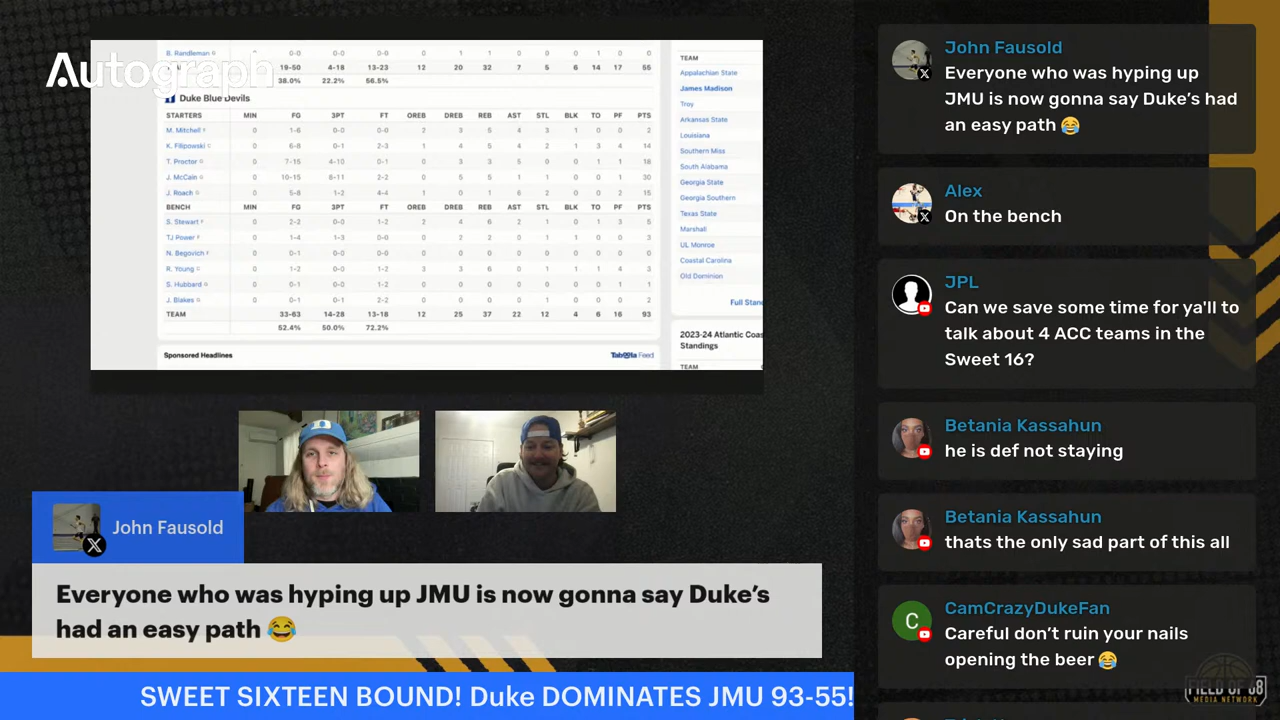 Autograph
B. Randleman F 0-0 0-0 0-0 0 1 1 0 0 0 1 0 0
19-50 4-18 13-23 12 20 32 7 5 6 14 17 55
38.0% 22.2% 56.5%
Duke Blue Devils
STARTERS MIN FG 3PT FT OREB DREB REB AST STL BLK TO PF PTS
M. Mitchell F 0 1-6 0-0 0-0 2 3 5 4 3 1 0 0 2
K. Filipowski C 0 6-8 0-1 2-3 1 4 5 4 2 1 3 4 14
T. Proctor G 0 7-15 4-10 0-1 0 3 3 5 0 0 1 1 18
J. McCain G 0 10-15 8-11 2-2 0 5 5 1 1 0 0 1 30
J. Roach G 0 5-8 1-2 4-4 0 0 1 6 2 0 0 2 15
BENCH MIN FG 3PT FT OREB DREB REB AST STL BLK TO PF PTS
S. Stewart F 0 2-2 0-0 1-2 2 4 6 2 1 0 1 3 5
TJ Power F 0 1-4 1-3 0-0 0 2 2 0 1 1 0 0 3
N. Begovich F 0 0-1 0-0 0-0 0 0 0 0 0 0 0 0 0
R. Young C 0 1-2 0-0 1-2 3 3 6 0 1 1 1 4 3
S. Hubbard G 0 0-1 0-0 1-2 0 0 0 0 0 0 0 1 1
J. Blakes G 0 0-1 0-1 2-2 0 0 0 0 1 0 0 0 2
TEAM 33-63 14-28 13-18 12 25 37 22 12 4 6 16 93
52.4% 50.0% 72.2%
Sponsored Headlines
Taboola Feed
TEAM
Appalachian State
James Madison
Troy
Arkansas State
Louisiana
Southern Miss
South Alabama
Georgia State
Georgia Southern
Texas State
Marshall
UL Monroe
Coastal Carolina
Old Dominion
Full Stand
2023-24 Atlantic Coas
Standings
John Fausold
Everyone who was hyping up JMU is now gonna say Duke’s
had an easy path 😂
SWEET SIXTEEN BOUND! Duke DOMINATES JMU 93-55!
John Fausold
Everyonewho was hyping up
JMU is now gonna say Duke’s had
an easy path 😂
Alex
On the bench
JPL
Can we save some time for ya'll to
talk about 4 ACC teams in the
Sweet 16?
Betania Kassahun
he is def not staying
Betania Kassahun
thats the only sad part of this all
C
CamCrazyDukeFan
Careful don’t ruin your nails
opening the beer 😂
FIELD OF 68
MEDIA NETWORK